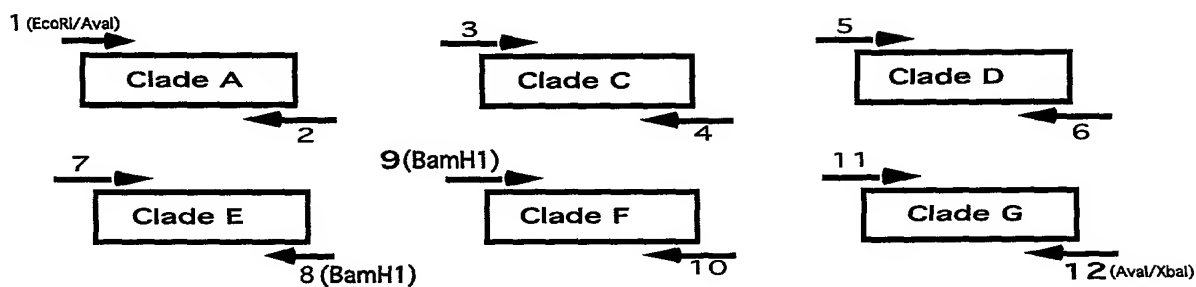 1 (EcoRI/AvaI)
3
5
Clade A
Clade C
Clade D
2
4
6
7
9 (BamH1)
11
Clade E
Clade F
Clade G
8 (BamH1)
10
12 (AvaI/XbaI)